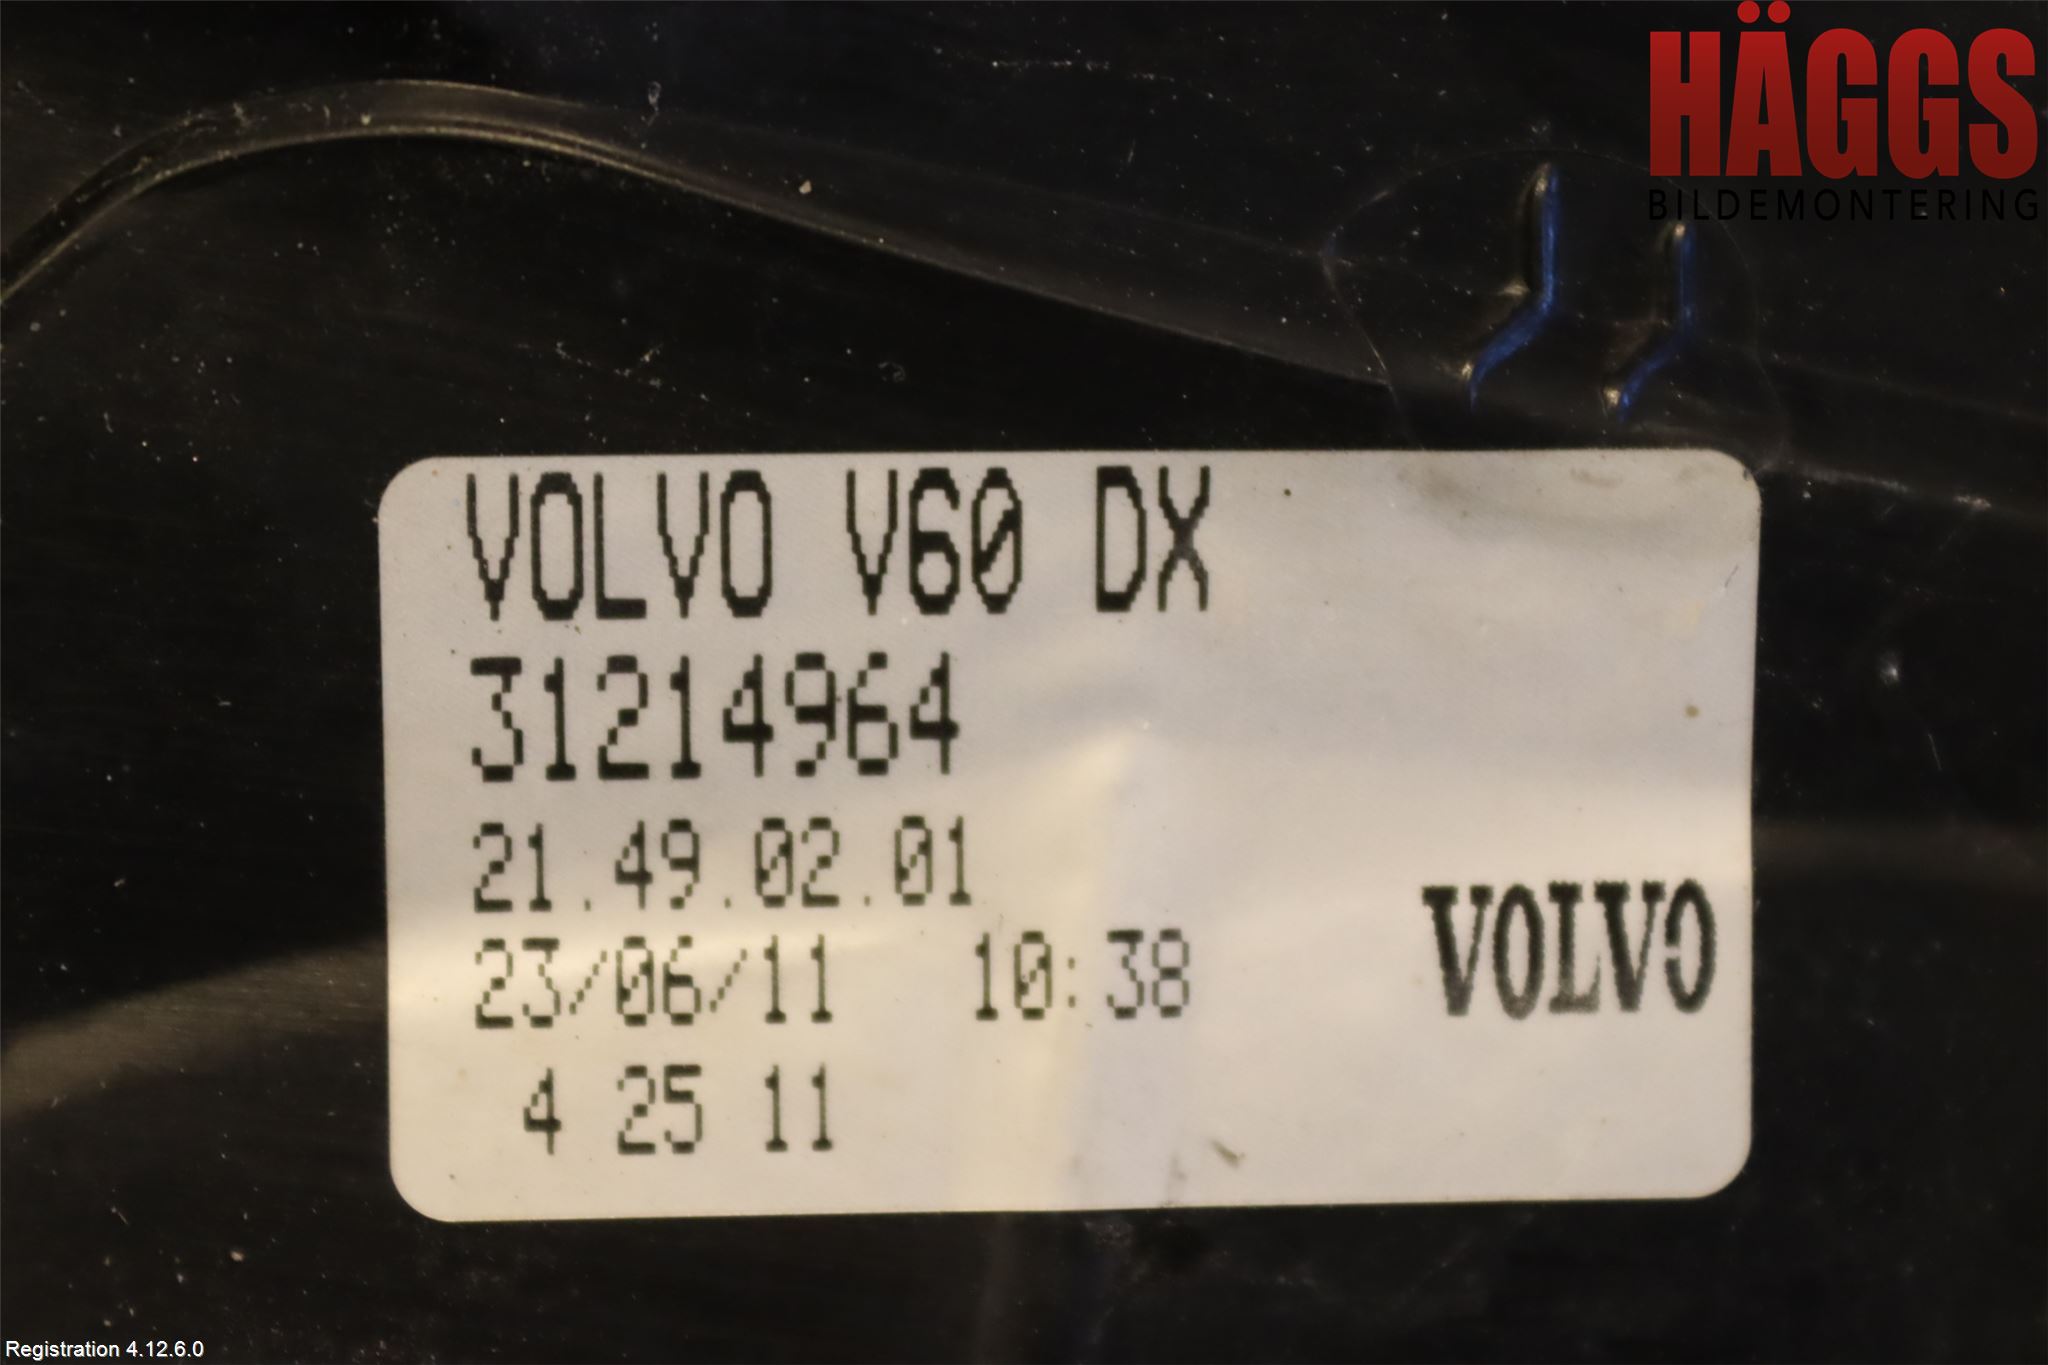 HÄGGS
BILDEMONTERING
VOLVO V60 DX
31214964
21.49.02.01
23/06/11 10:38
VOLVO
4 25 11
Registration 4.12.6.0